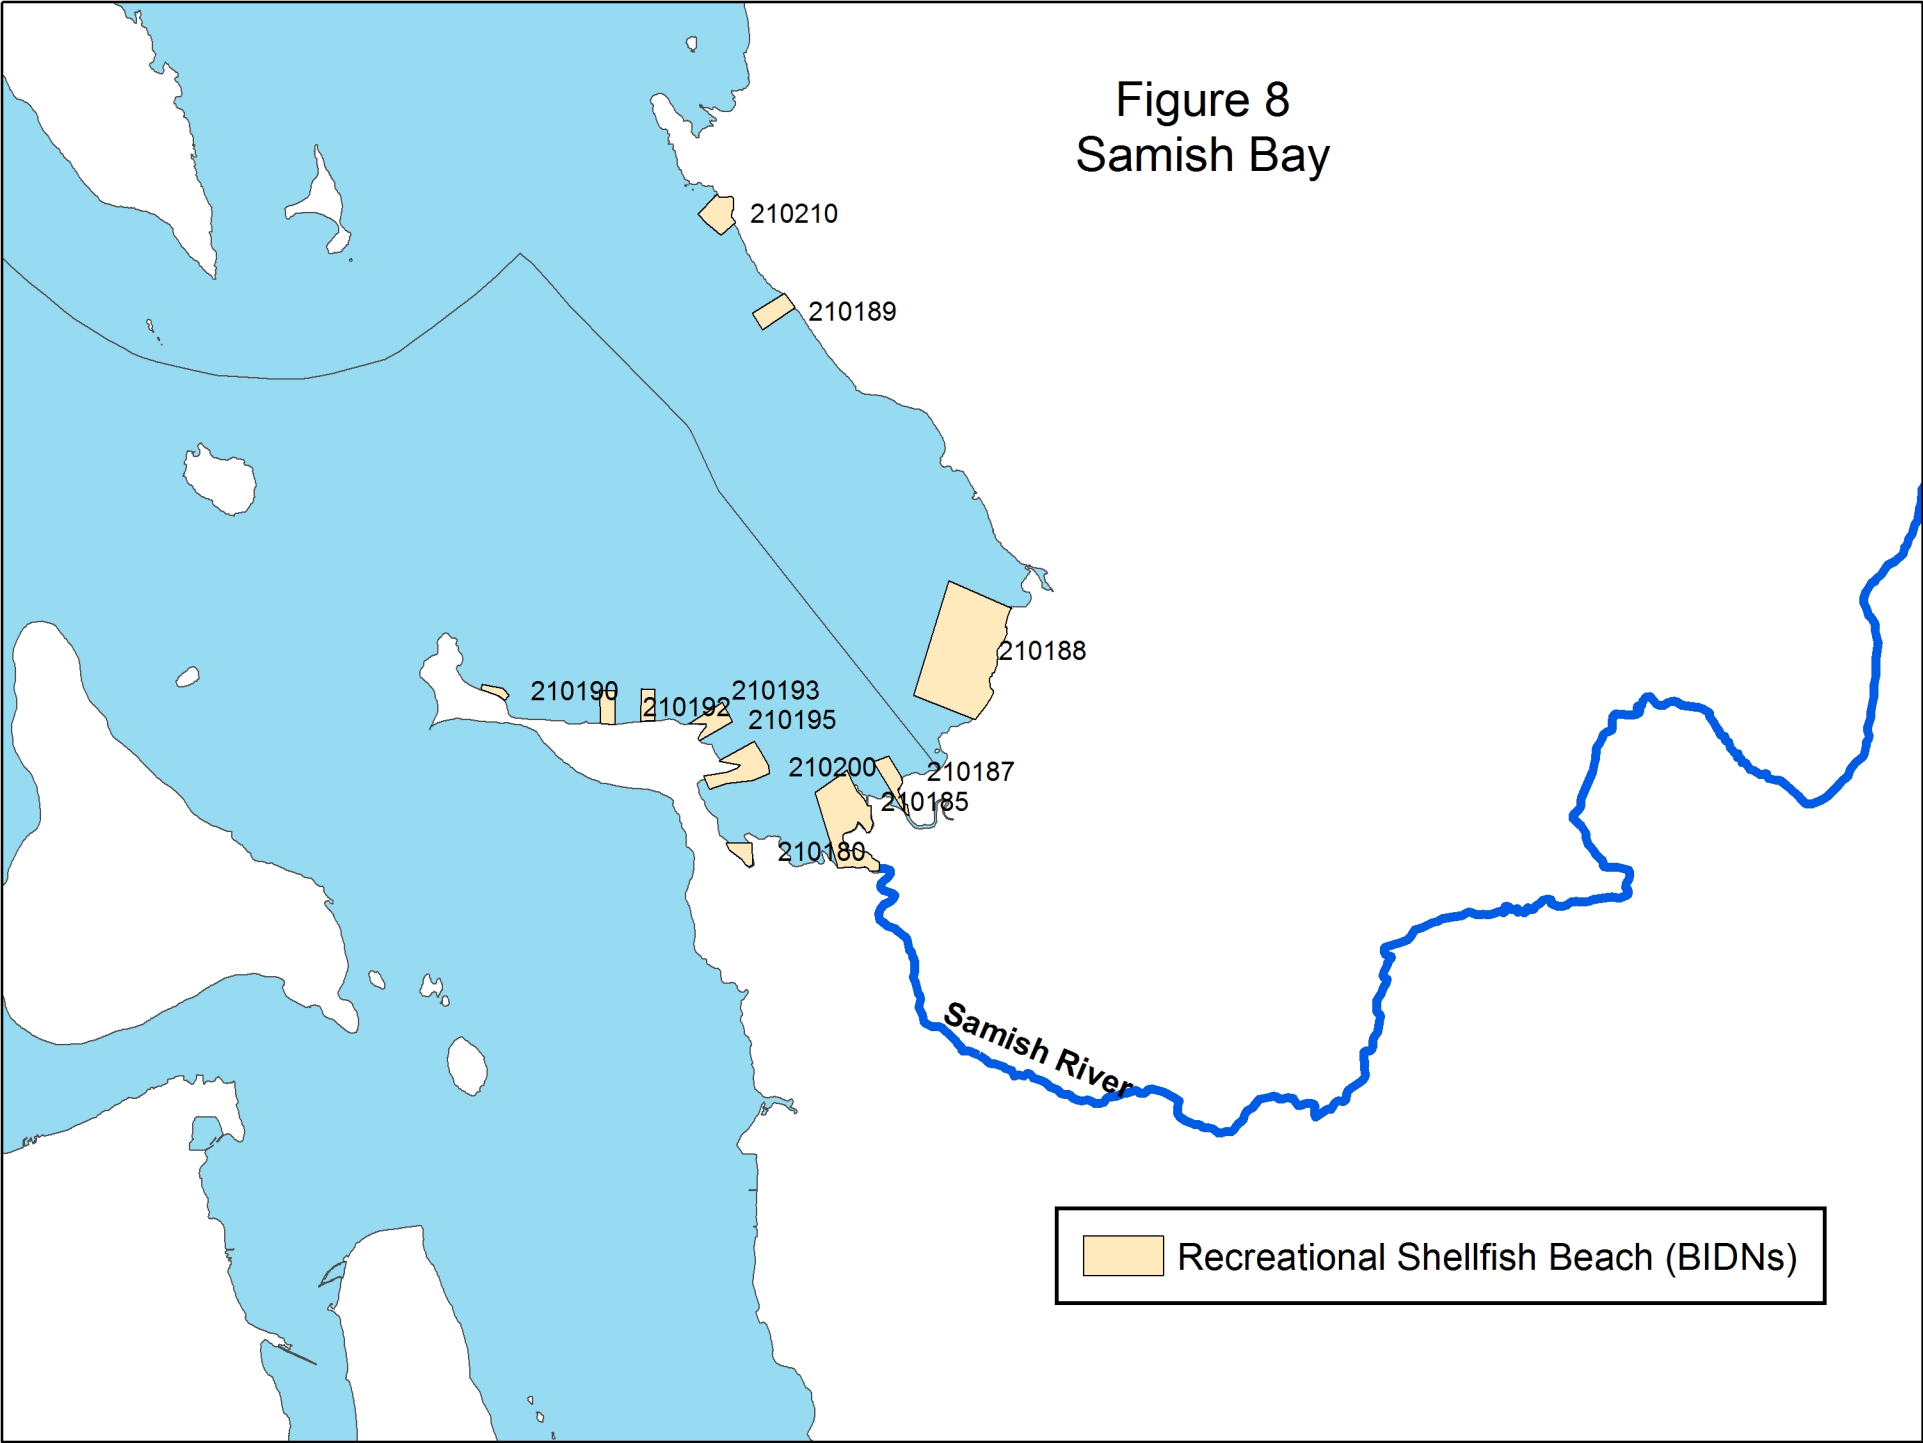 Figure 8
Samish Bay
210210
210189
210188
210190
210192
210193
210195
210200
210187
210185
210180
Samish River
Recreational Shellfish Beach (BIDNs)